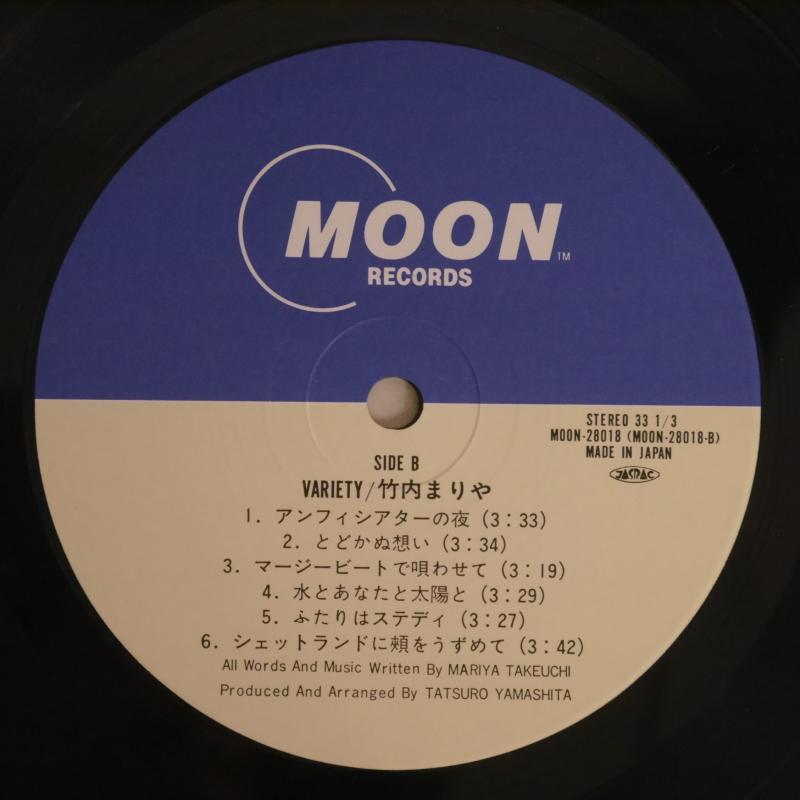 MOON
TM
RECORDS
STEREO 33 1/3
MOON-28018 (MOON-28018-B)
MADE IN JAPAN
JASRAC
SIDE B
VARIETY/竹内まりや
1. アンフィシアターの夜 (3:33)
2. とどかぬ想い (3:34)
3. マージービートで唄わせて (3:19)
4. 水とあなたと太陽と (3:29)
5. ふたりはステディ (3:27)
6. シェットランドに頬をうずめて (3:42)
All Words And Music Written By MARIYA TAKEUCHI
Produced And Arranged By TATSURO YAMASHITA